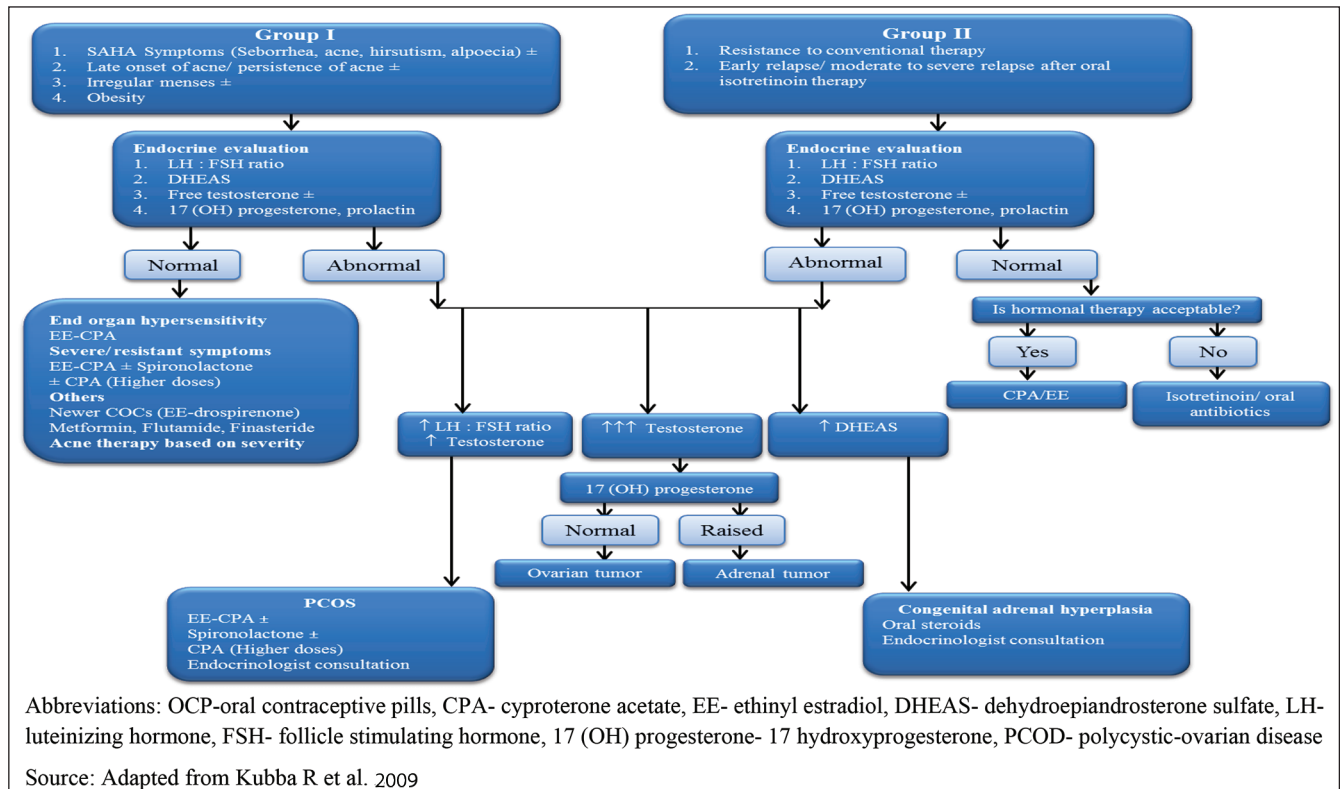 Group I
1. SAHA Symptoms (Seborrhea, acne, hirsutism, alpoecia) ±
2. Late onset of acne/ persistence of acne ±
3. Irregular menses ±
4. Obesity
Group II
1. Resistance to conventional therapy
2. Early relapse/ moderate to severe relapse after oral
isotretinoin therapy
Endocrine evaluation
1. LH : FSH ratio
2. DHEAS
3. Free testosterone ±
4. 17 (OH) progesterone, prolactin
Endocrine evaluation
1. LH : FSH ratio
2. DHEAS
3. Free testosterone ±
4. 17 (OH) progesterone, prolactin
Normal
Abnormal
Abnormal
Normal
End organ hypersensitivity
EE-CPA
Severe/ resistant symptoms
EE-CPA ± Spironolactone
± CPA (Higher doses)
Others
Newer COCs (EE-drospirenone)
Metformin, Flutamide, Finasteride
Acne therapy based on severity
Is hormonal therapy acceptable?
Yes
No
CPA/EE
Isotretinoin/ oral
antibiotics
↑ LH : FSH ratio
↑ Testosterone
↑↑↑ Testosterone
↑ DHEAS
17 (OH) progesterone
Normal
Raised
Ovarian tumor
Adrenal tumor
PCOS
EE-CPA ±
Spironolactone ±
CPA (Higher doses)
Endocrinologist consultation
Congenital adrenal hyperplasia
Oral steroids
Endocrinologist consultation
Abbreviations: OCP-oral contraceptive pills, CPA- cyproterone acetate, EE- ethinyl estradiol, DHEAS- dehydroepiandrosterone sulfate, LH-
luteinizing hormone, FSH- follicle stimulating hormone, 17 (OH) progesterone- 17 hydroxyprogesterone, PCOD- polycystic-ovarian disease
Source: Adapted from Kubba R et al. 2009